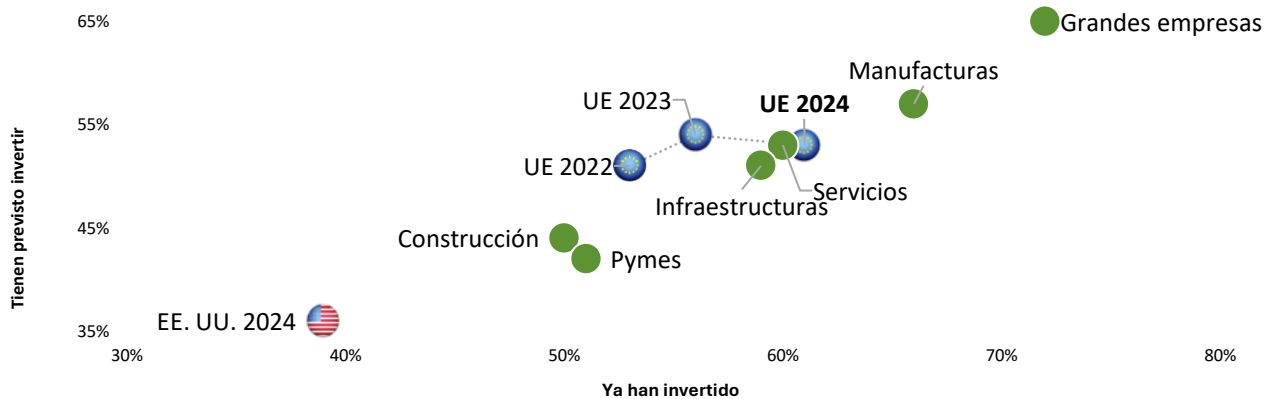 65%
Grandes empresas
Manufacturas
UE 2023
UE 2024
55%
UE 2022
Servicios
Infraestructuras
45%
Construcción
Pymes
EE. UU. 2024
35%
30%
40%
50%
60%
70%
80%
Tienen previsto invertir
Ya han invertido